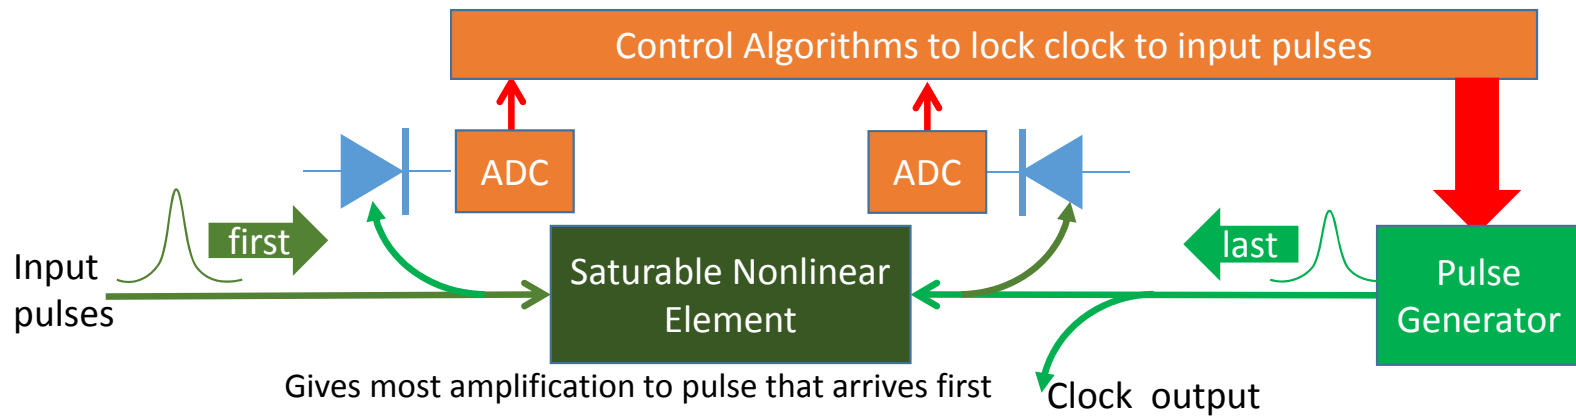 Control Algorithms to lock clock to input pulses
ADC
ADC
first
last
Input
pulses
Saturable Nonlinear
Element
Pulse
Generator
Gives most amplification to pulse that arrives first
Clock output